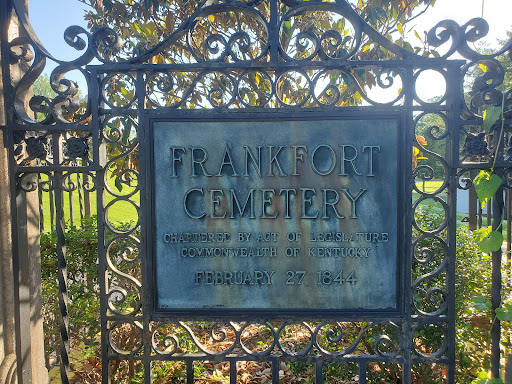 FRANKFORT
CEMETERY
CHARTERED BY ACT OF LEGISLATURE
COMMONWEALTH OF KENTUCKY
FEBRUARY 27 1844